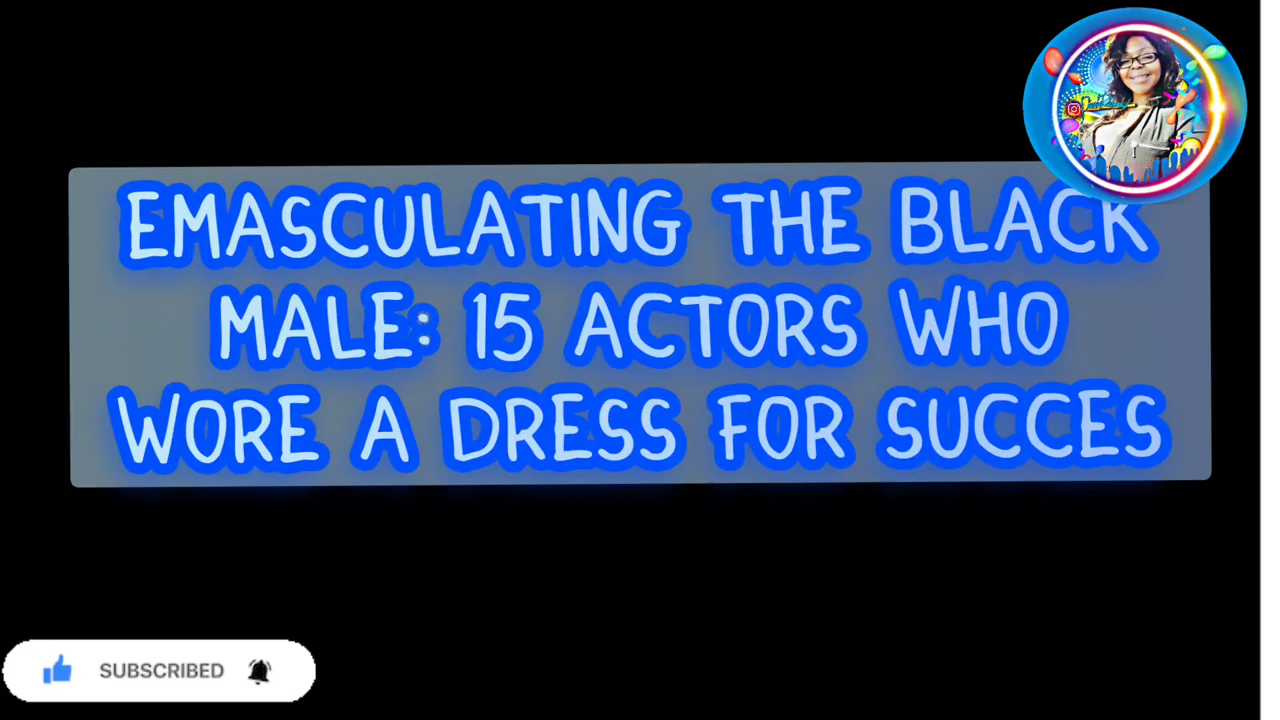 EMASCULATING THE BLACK
MALE: 15 ACTORS WHO
WORE A DRESS FOR SUCCES
SUBSCRIBED